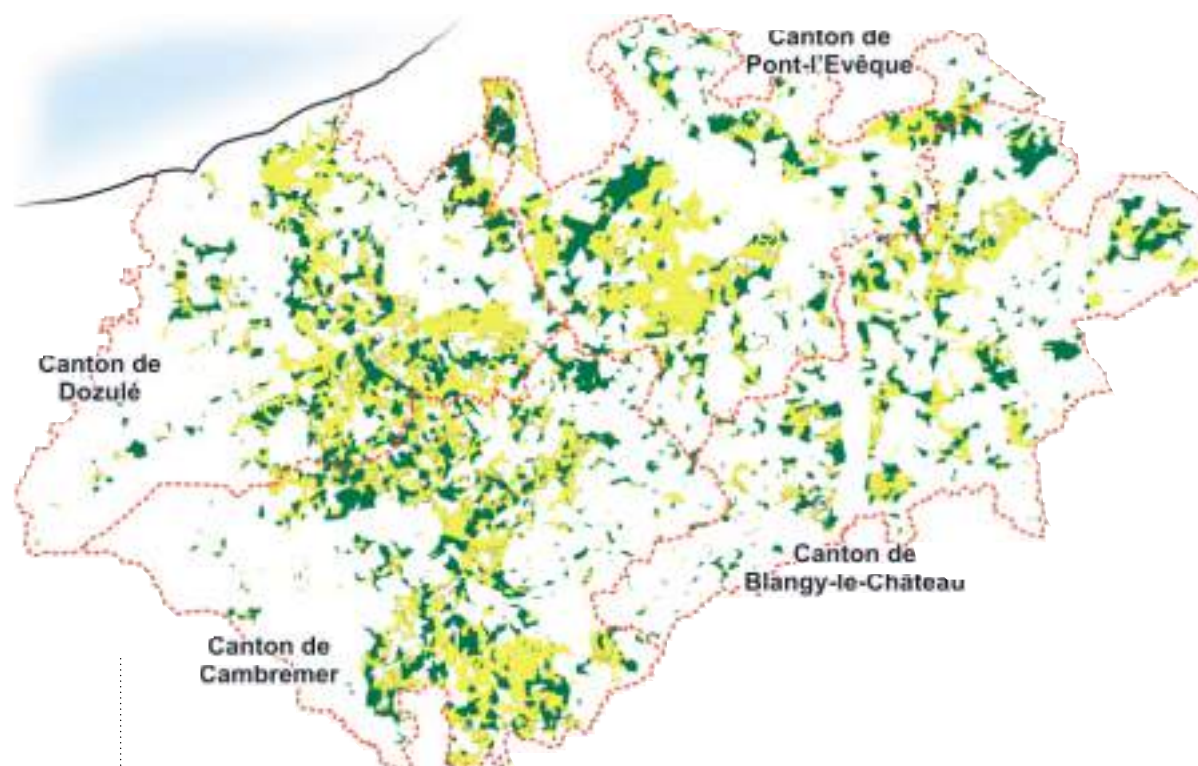 Canton de
Pont-l'Evêque
Canton de
Dozulé
Canton de
Blangy-le-Château
Canton de
Cambremer